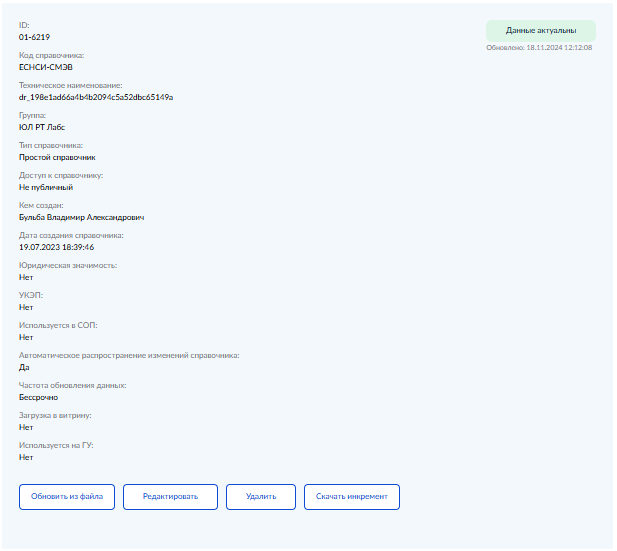 ID:
01-6219
Данные актуальны
Обновлено: 18.11.2024 12:12:08
Код справочника:
ЕСНСИ-СМЭВ
Техническое наименование:
dr_198e1ad66a4b4b2094c5a52dbc65149a
Группа:
ЮЛ РТ Лабс
Тип справочника:
Простой справочник
Доступ к справочнику:
Не публичный
Кем создан:
Бульба Владимир Александрович
Дата создания справочника:
19.07.2023 18:39:46
Юридическая значимость:
Нет
УКЭП:
Нет
Используется в СОП:
Нет
Автоматическое распространение изменений справочника:
Да
Частота обновления данных:
Бессрочно
Загрузка в витрину:
Нет
Используется на ГУ:
Нет
Обновить из файла
Редактировать
Удалить
Скачать инкремент